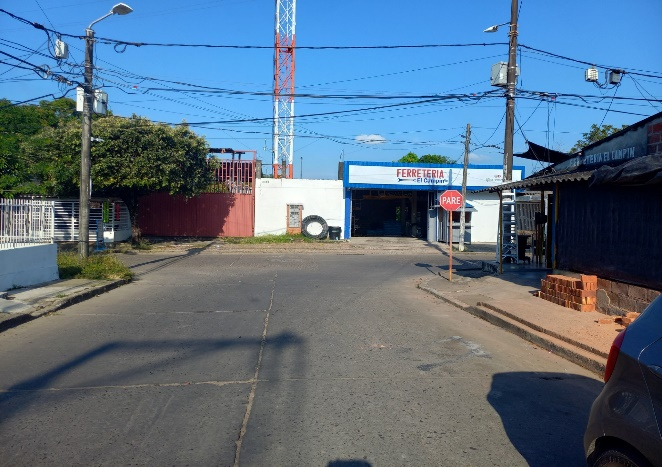 FERRETERIA
El Campin
PARE
FERRETERIA EL CAMPIN